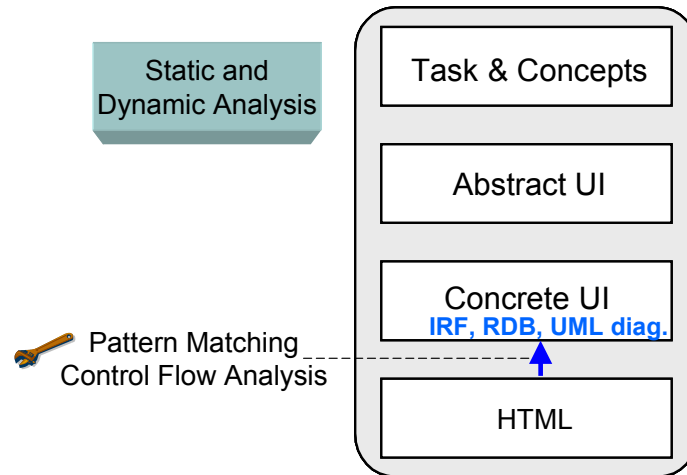 Static and
Dynamic Analysis
Task & Concepts
Abstract UI
Concrete UI
IRF, RDB, UML diag.
Pattern Matching
Control Flow Analysis
HTML